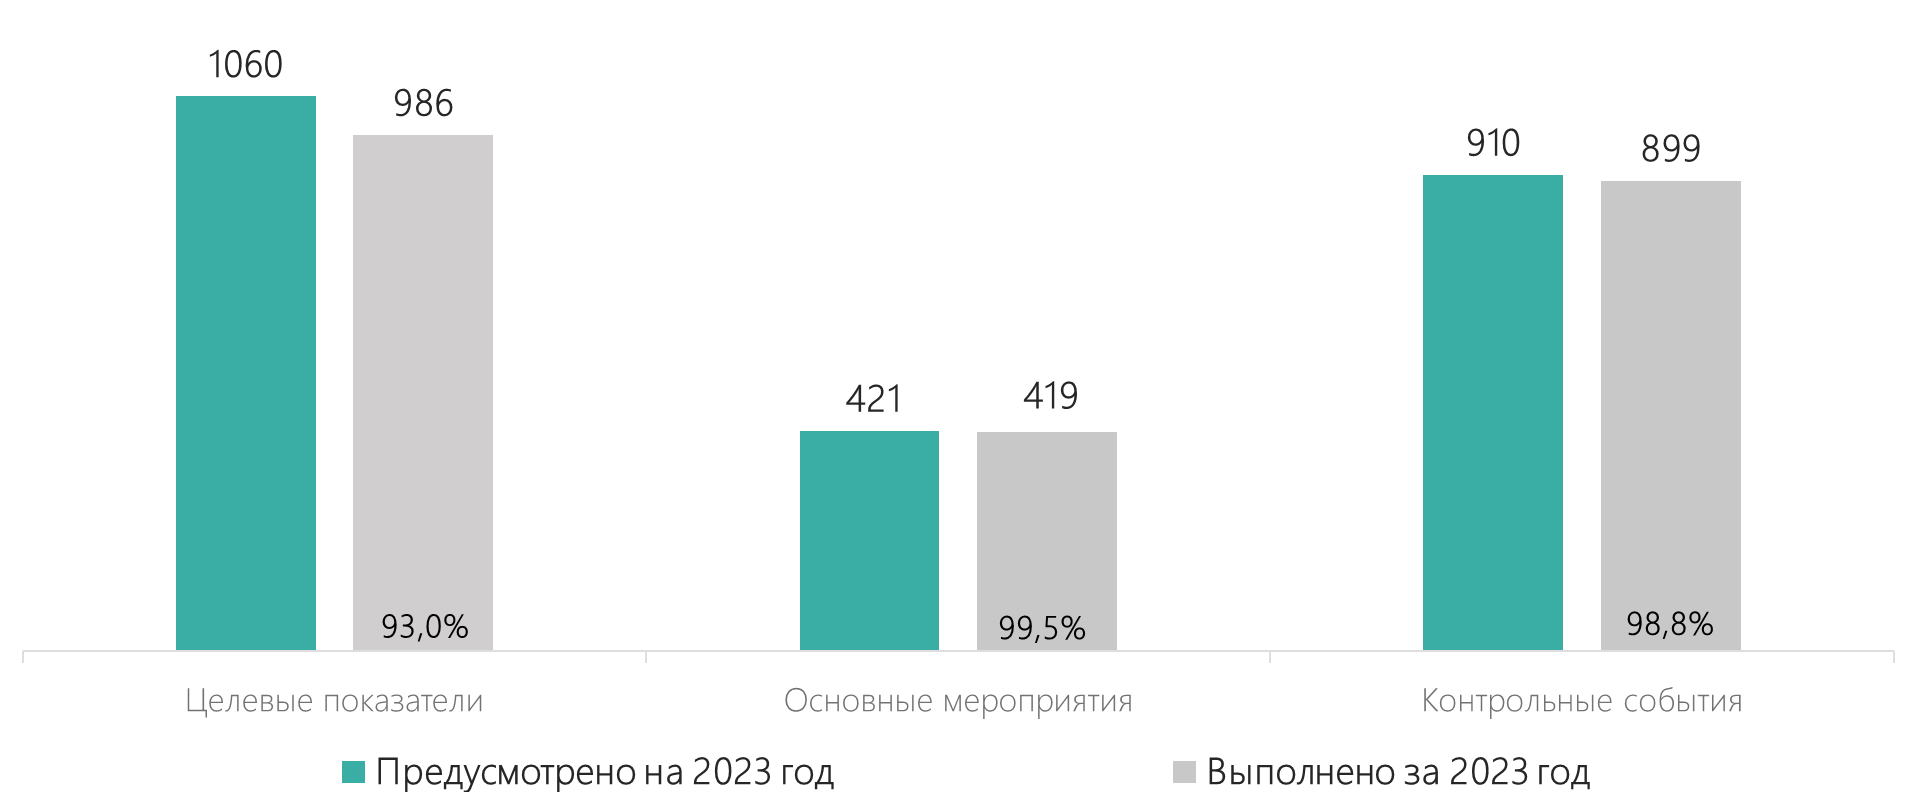 1060
986
93,0%
421
419
99,5%
910
899
98,8%
Целевые показатели
Основные мероприятия
Контрольные события
Предусмотрено на 2023 год
Выполнено за 2023 год